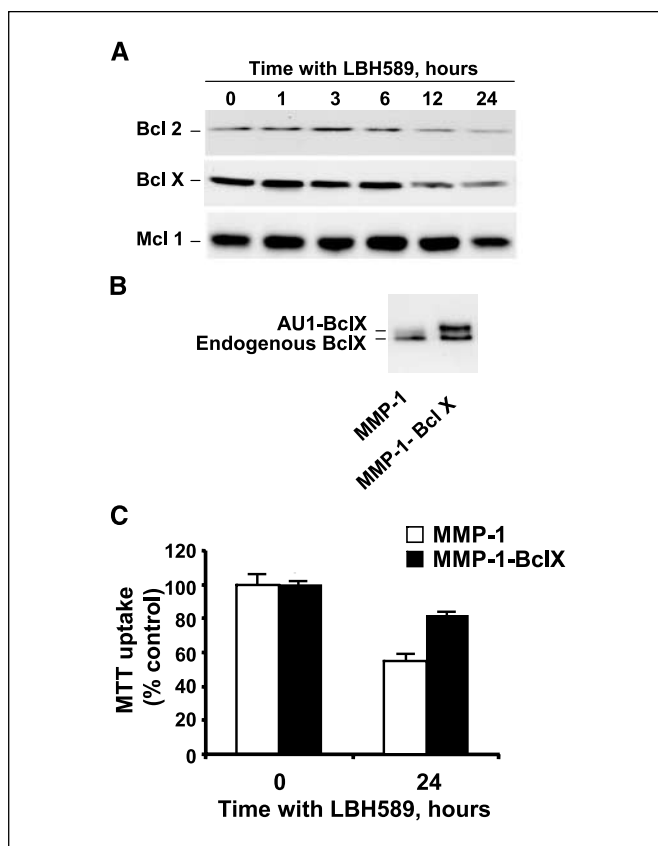 A
Time with LBH589, hours
0 1 3 6 12 24
Bcl 2 –
Bcl X –
Mcl 1 –
B
AU1-BclX –
Endogenous BclX –
MMP-1
MMP-1- Bcl X
C
MMP-1
MMP-1-BclX
MTT uptake
(% control)
120
100
80
60
40
20
0
0 24
Time with LBH589, hours